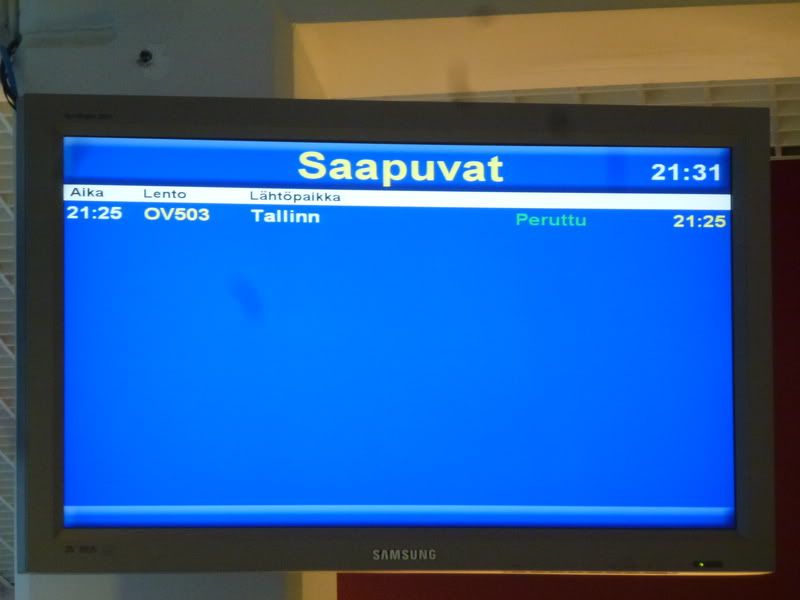 Saapuvat 21:31
Aika Lento Lähtöpaikka
21:25 OV503 Tallinn Peruttu 21:25
SAMSUNG